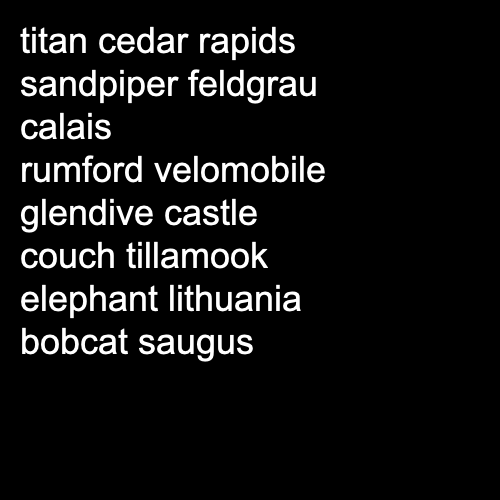 titan cedar rapids
sandpiper feldgrau
calais
rumford velomobile
glendive castle
couch tillamook
elephant lithuania
bobcat saugus